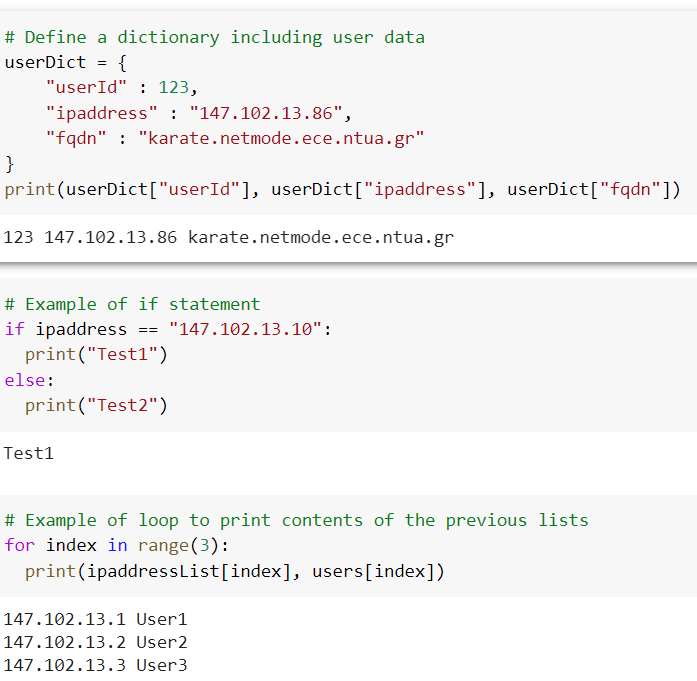 # Define a dictionary including user data
userDict = {
    "userId" : 123,
    "ipaddress" : "147.102.13.86",
    "fqdn" : "karate.netmode.ece.ntua.gr"
}
print(userDict["userId"], userDict["ipaddress"], userDict["fqdn"])
123 147.102.13.86 karate.netmode.ece.ntua.gr
# Example of if statement
if ipaddress == "147.102.13.10":
  print("Test1")
else:
  print("Test2")
Test1
# Example of loop to print contents of the previous lists
for index in range(3):
  print(ipaddressList[index], users[index])
147.102.13.1 User1
147.102.13.2 User2
147.102.13.3 User3